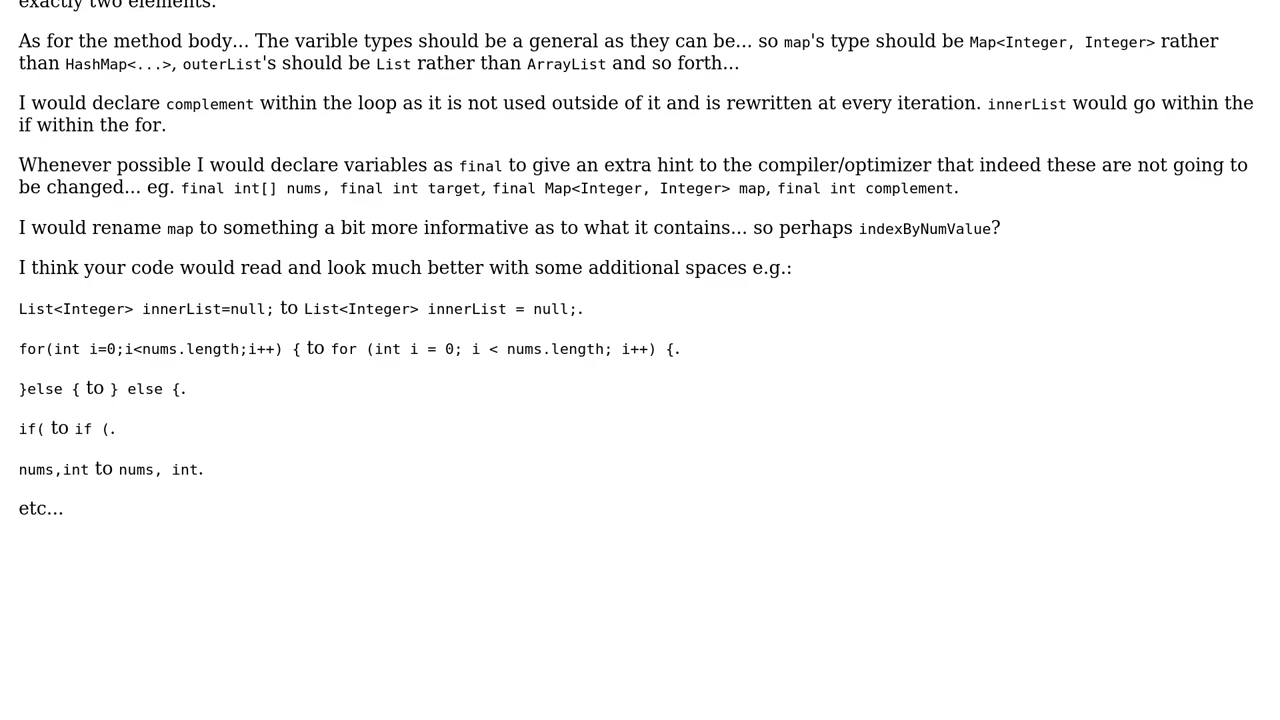 exactly two elements.
As for the method body... The varible types should be a general as they can be... so map's type should be Map<Integer, Integer> rather
than HashMap<...>, outerList's should be List rather than ArrayList and so forth...
I would declare complement within the loop as it is not used outside of it and is rewritten at every iteration. innerList would go within the
if within the for.
Whenever possible I would declare variables as final to give an extra hint to the compiler/optimizer that indeed these are not going to
be changed... eg. final int[] nums, final int target, final Map<Integer, Integer> map, final int complement.
I would rename map to something a bit more informative as to what it contains... so perhaps indexByNumValue?
I think your code would read and look much better with some additional spaces e.g.:
List<Integer> innerList=null; to List<Integer> innerList = null;.
for(int i=0;i<nums.length;i++) { to for (int i = 0; i < nums.length; i++) {.
}else { to } else {.
if( to if (.
nums,int to nums, int.
etc...